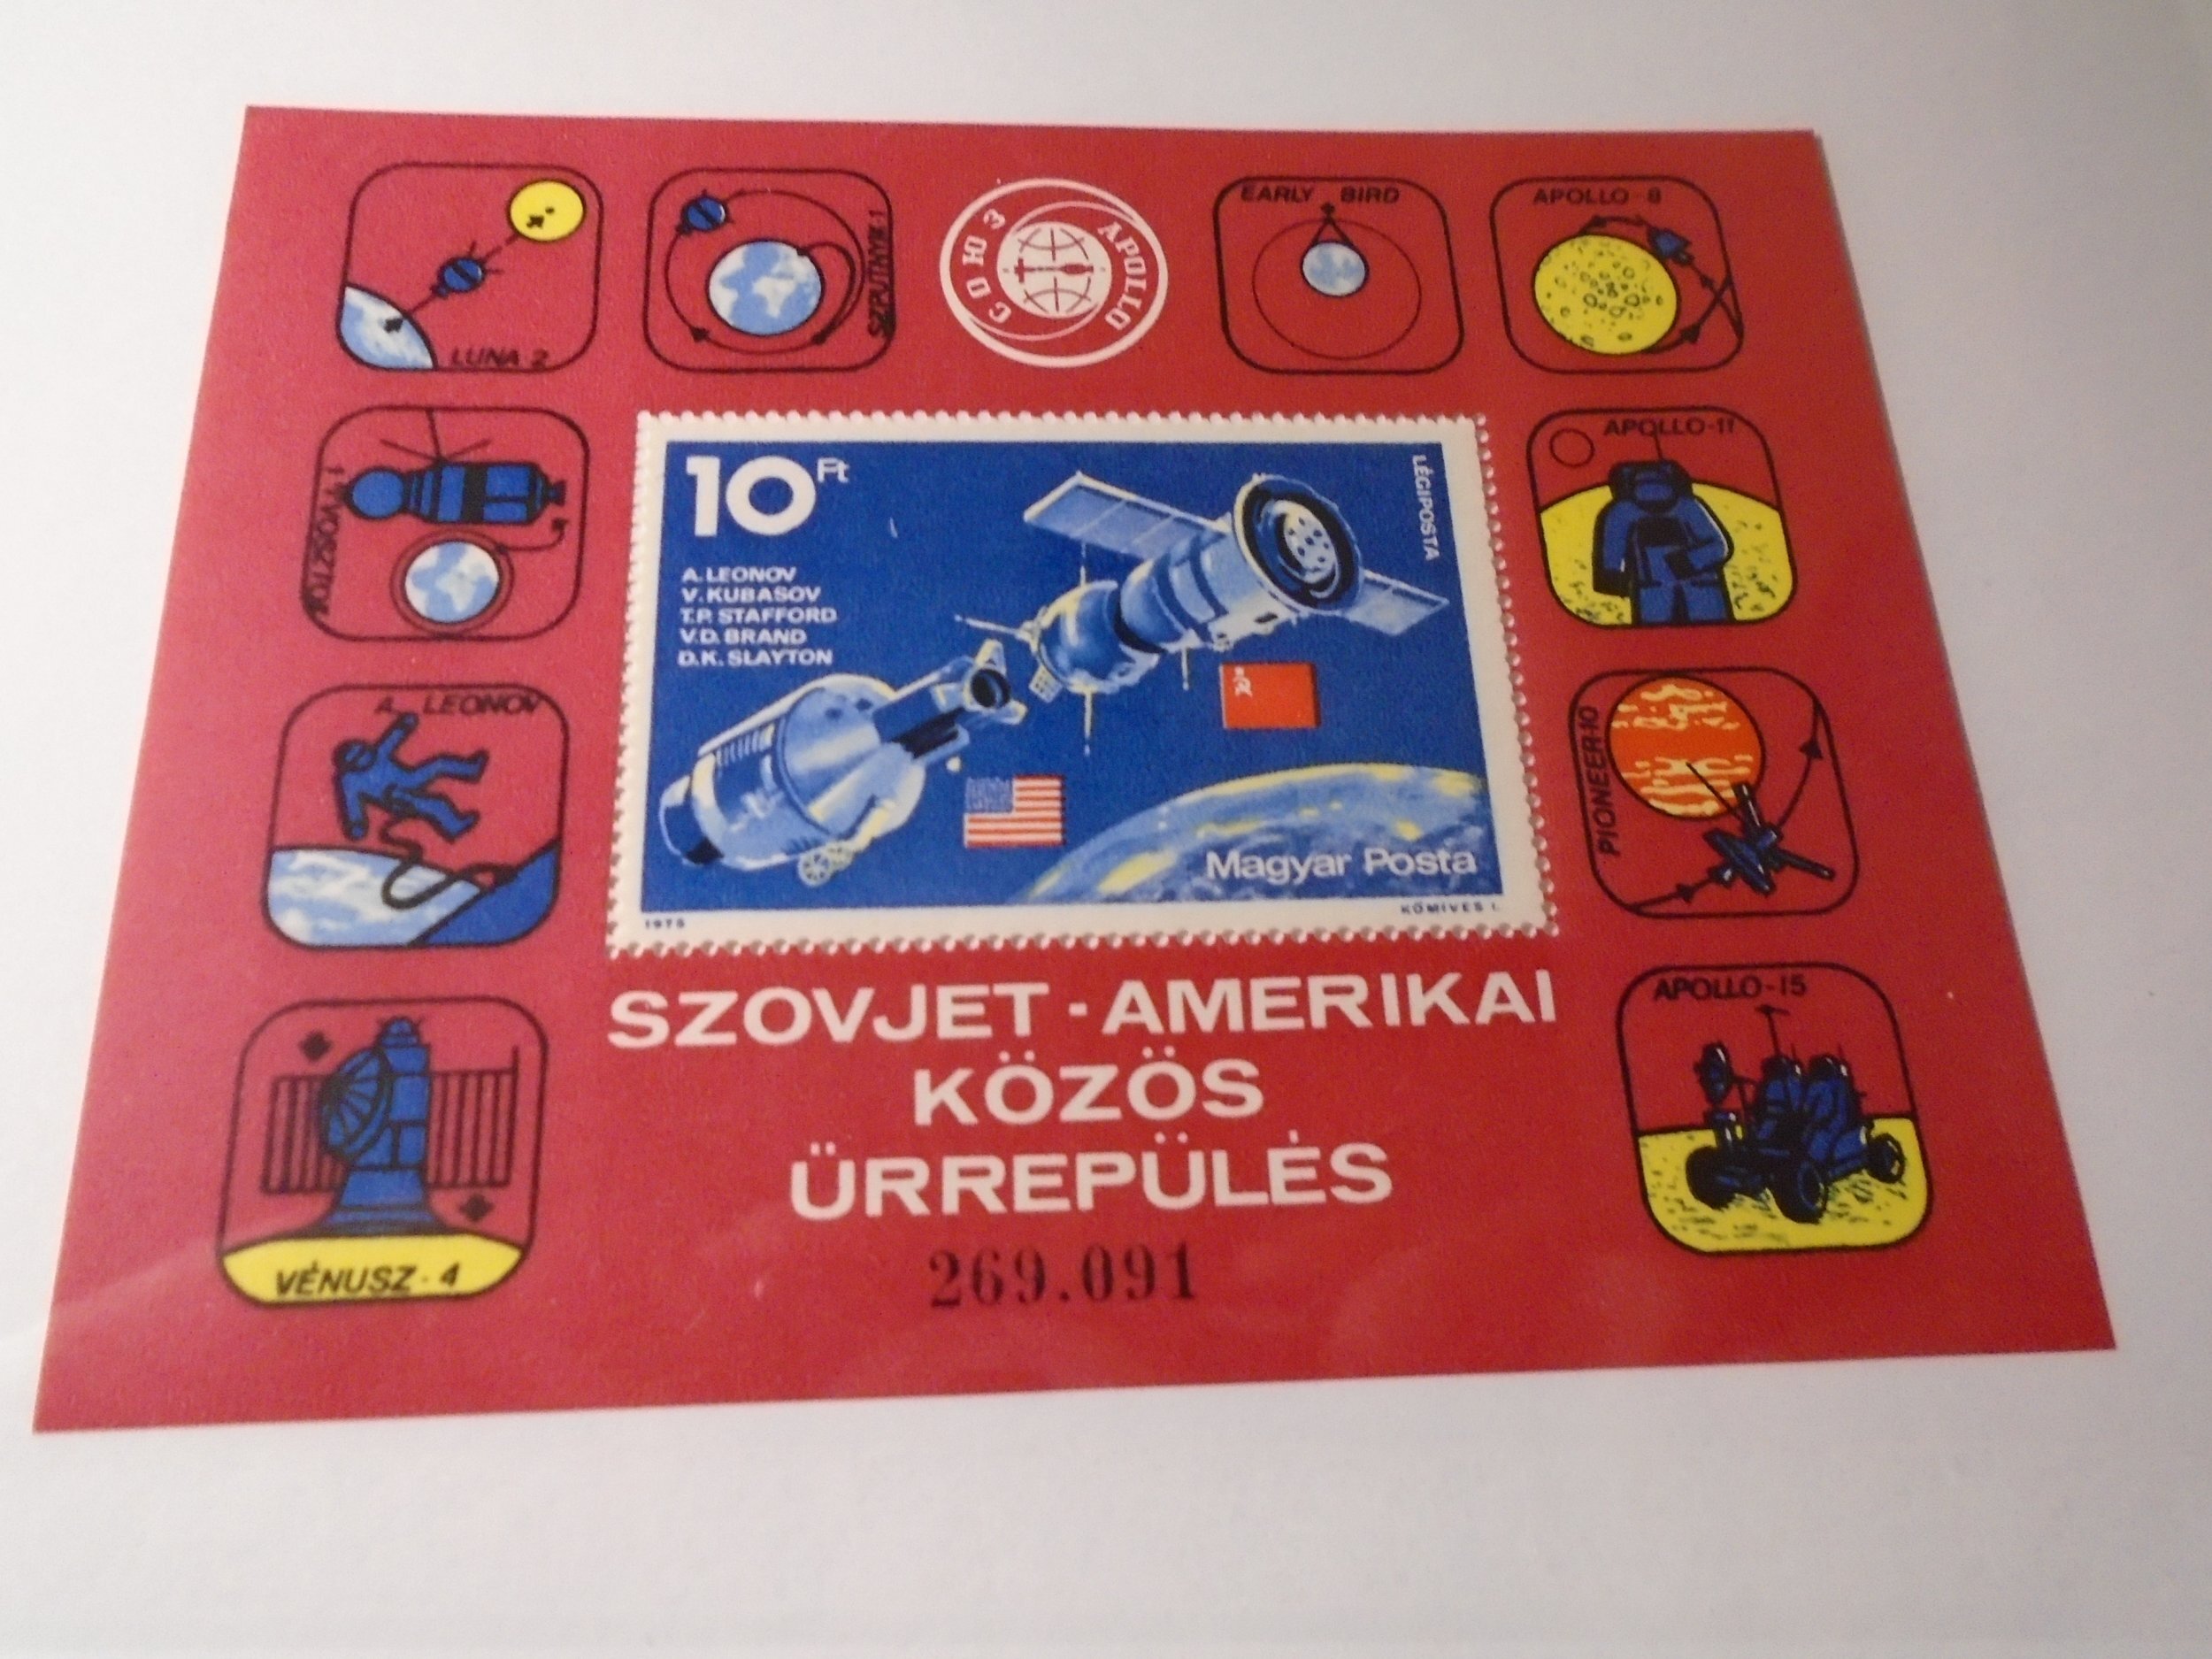 LUNA 2
SZPUTNYIK-1
СОЮЗ
APOLLO
EARLY BIRD
APOLLO-8
1. VOSZTOK
10 Ft
LÉGIPOSTA
APOLLO-11
A. LEONOV
V. KUBASOV
T.P. STAFFORD
V.D. BRAND
D.K. SLAYTON
A. LEONOV
PIONEER-10
Magyar Posta
1975
KÖMIVES I.
APOLLO-15
SZOVJET-AMERIKAI
KÖZÖS
ŰRREPÜLÉS
VÉNUSZ-4
269.091